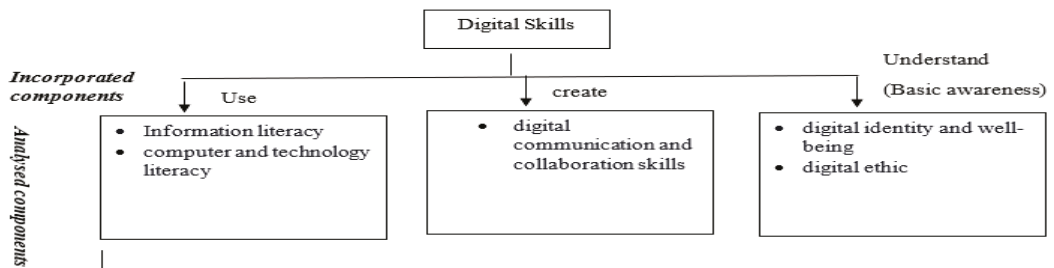 Digital Skills
Incorporated
components
Use
create
Understand
(Basic awareness)
Analysed components
• Information literacy
• computer and technology
literacy
• digital
communication and
collaboration skills
• digital identity and well-
being
• digital ethic